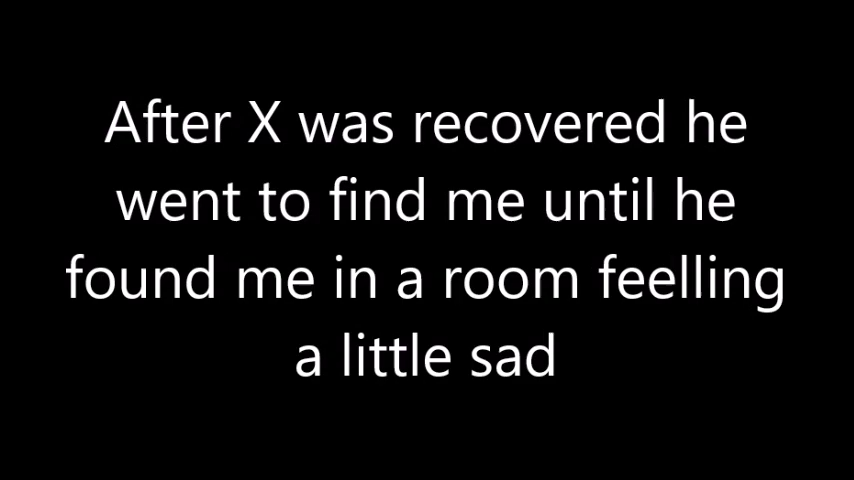 After X was recovered he
went to find me until he
found me in a room feelling
a little sad